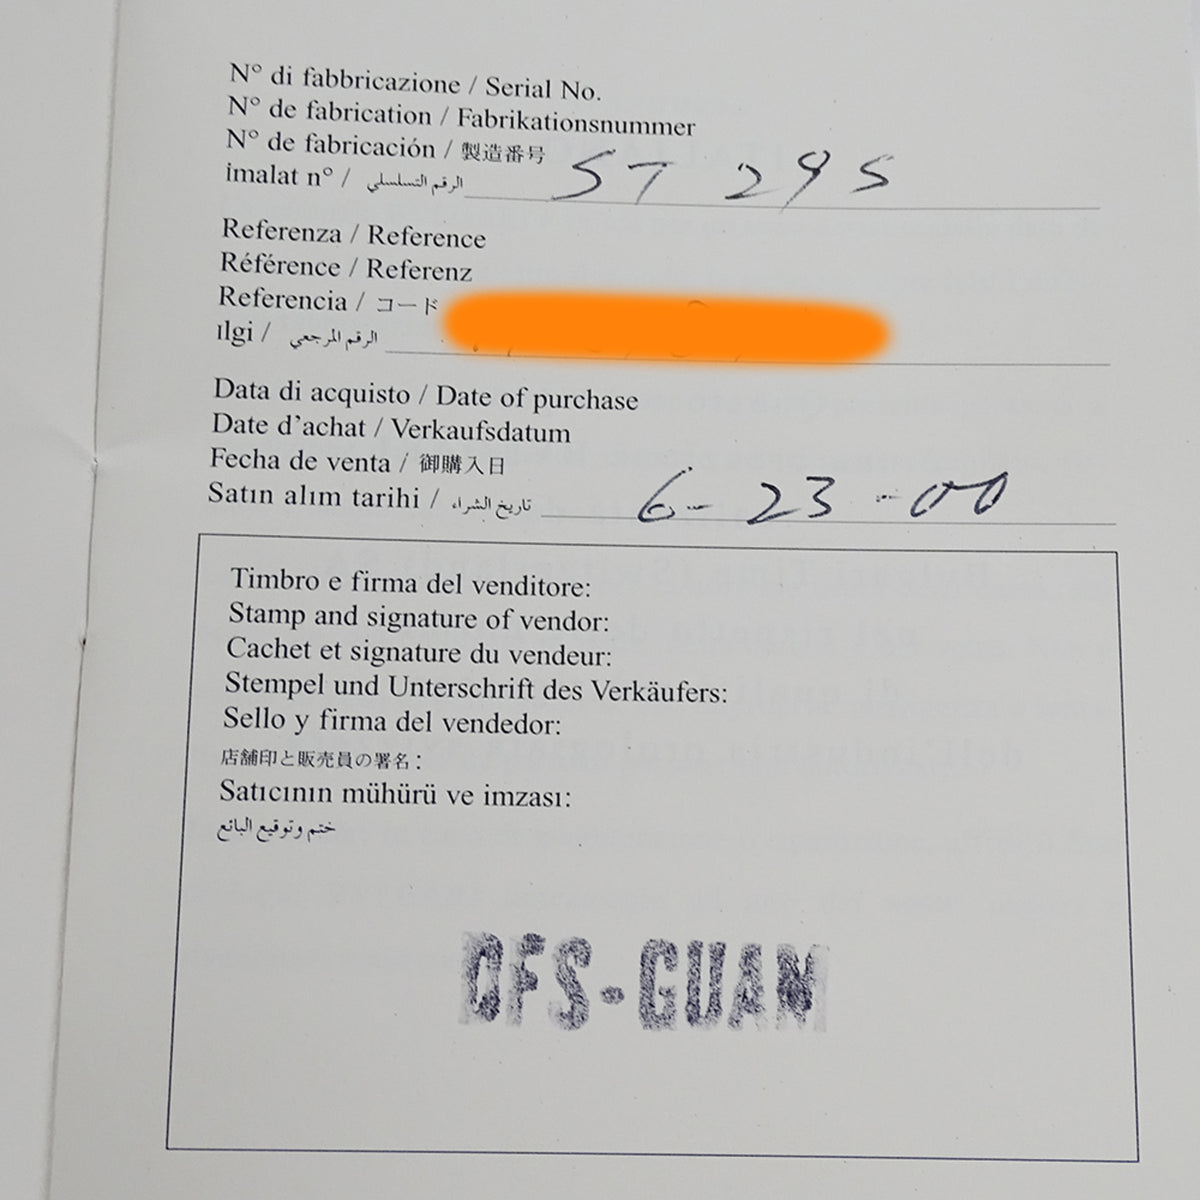 N° di fabbricazione / Serial No.
N° de fabrication / Fabrikationsnummer
N° de fabricación / 製造番号
imalat n° / الرقم التسلسلي ST 29S
Referenza / Reference
Référence / Referenz
Referencia / コード
ılgi / الرقم المرجعي
Data di acquisto / Date of purchase
Date d'achat / Verkaufsdatum
Fecha de venta / 御購入日
Satın alım tarihi / تاريخ الشراء 6-23-00
Timbro e firma del venditore:
Stamp and signature of vendor:
Cachet et signature du vendeur:
Stempel und Unterschrift des Verkäufers:
Sello y firma del vendedor:
店舗印と販売員の署名:
Satıcının mühürü ve imzası:
ختم وتوقيع البائع
DFS-GUAM